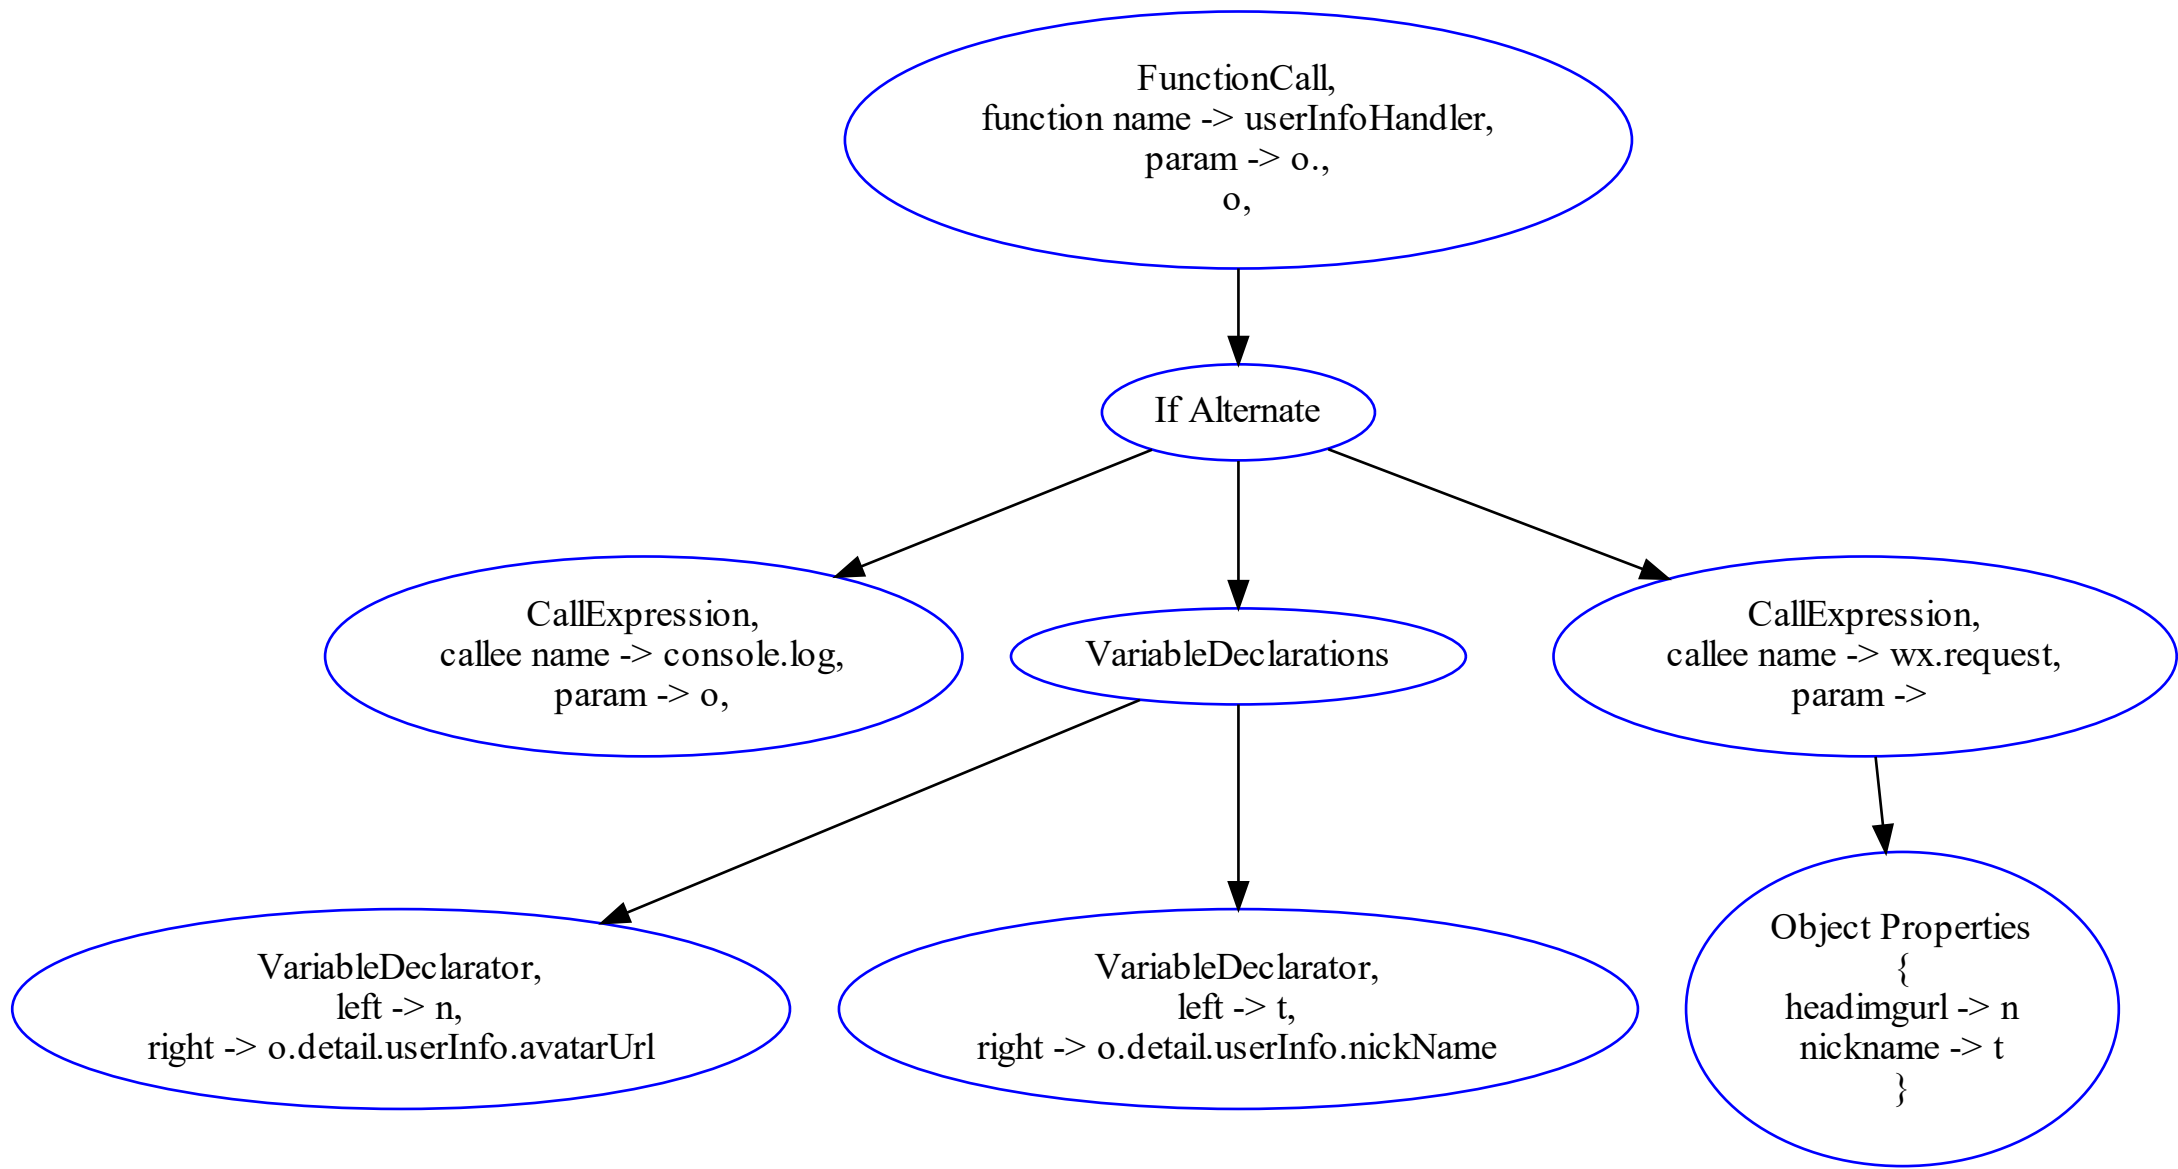 FunctionCall,
function name -> userInfoHandler,
param -> o.,
o,
If Alternate
CallExpression,
callee name -> console.log,
param -> o,
VariableDeclarations
CallExpression,
callee name -> wx.request,
param ->
VariableDeclarator,
left -> n,
right -> o.detail.userInfo.avatarUrl
VariableDeclarator,
left -> t,
right -> o.detail.userInfo.nickName
Object Properties
{
headimgurl -> n
nickname -> t
}